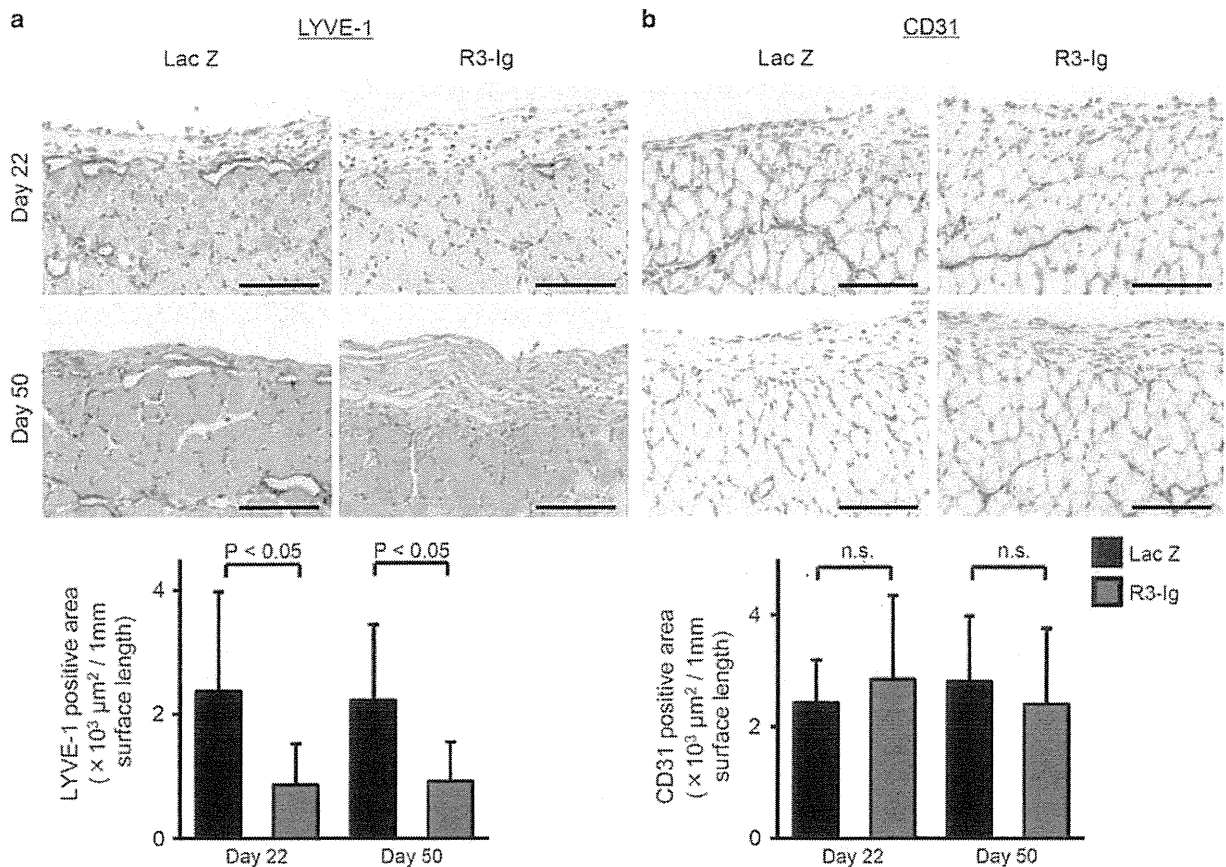 a
LYVE-1
Lac Z
R3-Ig
Day 22
Day 50
P < 0.05
P < 0.05
LYVE-1 positive area
( × 10³ µm² / 1mm
surface length)
4
2
0
Day 22
Day 50
b
CD31
Lac Z
R3-Ig
n.s.
n.s.
Lac Z
R3-Ig
CD31 positive area
( × 10³ µm² / 1mm
surface length)
4
2
0
Day 22
Day 50